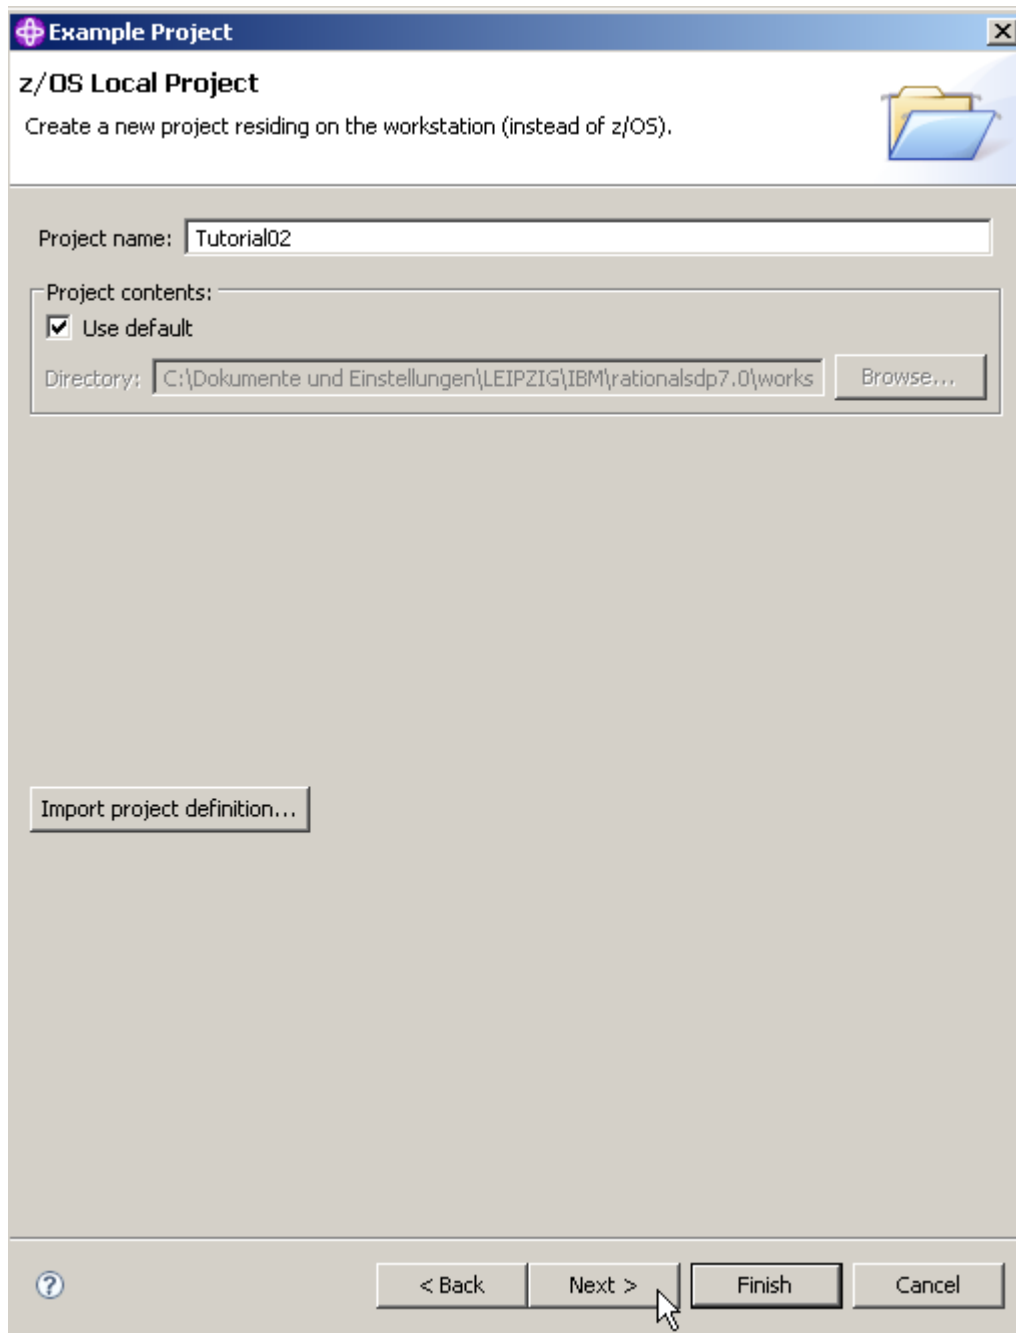 Example Project
z/OS Local Project
Create a new project residing on the workstation (instead of z/OS).
Project name: Tutorial02
Project contents:
Use default
Directory: C:\Dokumente und Einstellungen\LEIPZIG\IBM\rationalsdp7.0\works Browse...
Import project definition...
? < Back Next > Finish Cancel